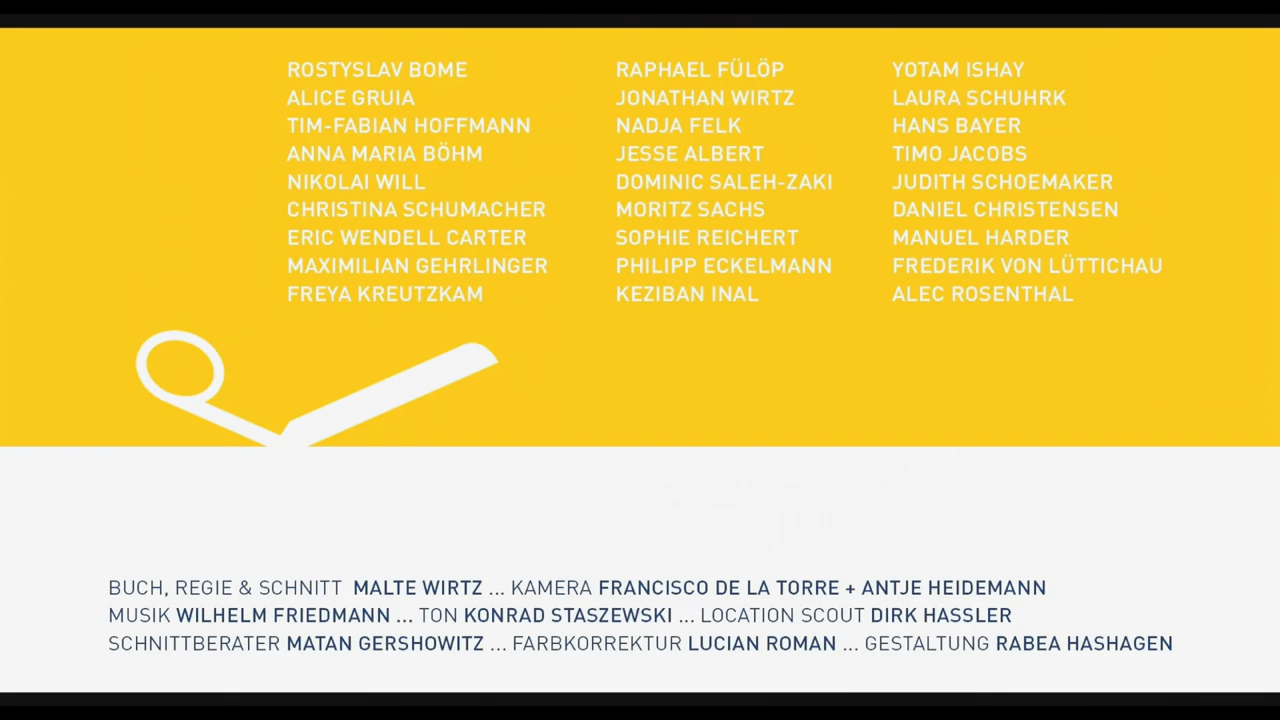 ROSTYSLAV BOME
ALICE GRUIA
TIM-FABIAN HOFFMANN
ANNA MARIA BÖHM
NIKOLAI WILL
CHRISTINA SCHUMACHER
ERIC WENDELL CARTER
MAXIMILIAN GEHRLINGER
FREYA KREUTZKAM
RAPHAEL FÜLÖP
JONATHAN WIRTZ
NADJA FELK
JESSE ALBERT
DOMINIC SALEH-ZAKI
MORITZ SACHS
SOPHIE REICHERT
PHILIPP ECKELMANN
KEZIBAN INAL
YOTAM ISHAY
LAURA SCHUHRK
HANS BAYER
TIMO JACOBS
JUDITH SCHOEMAKER
DANIEL CHRISTENSEN
MANUEL HARDER
FREDERIK VON LÜTTICHAU
ALEC ROSENTHAL
BUCH, REGIE & SCHNITT MALTE WIRTZ ... KAMERA FRANCISCO DE LA TORRE + ANTJE HEIDEMANN
MUSIK WILHELM FRIEDMANN ... TON KONRAD STASZEWSKI ... LOCATION SCOUT DIRK HASSLER
SCHNITTBERATER MATAN GERSHOWITZ ... FARBKORREKTUR LUCIAN ROMAN ... GESTALTUNG RABEA HASHAGEN